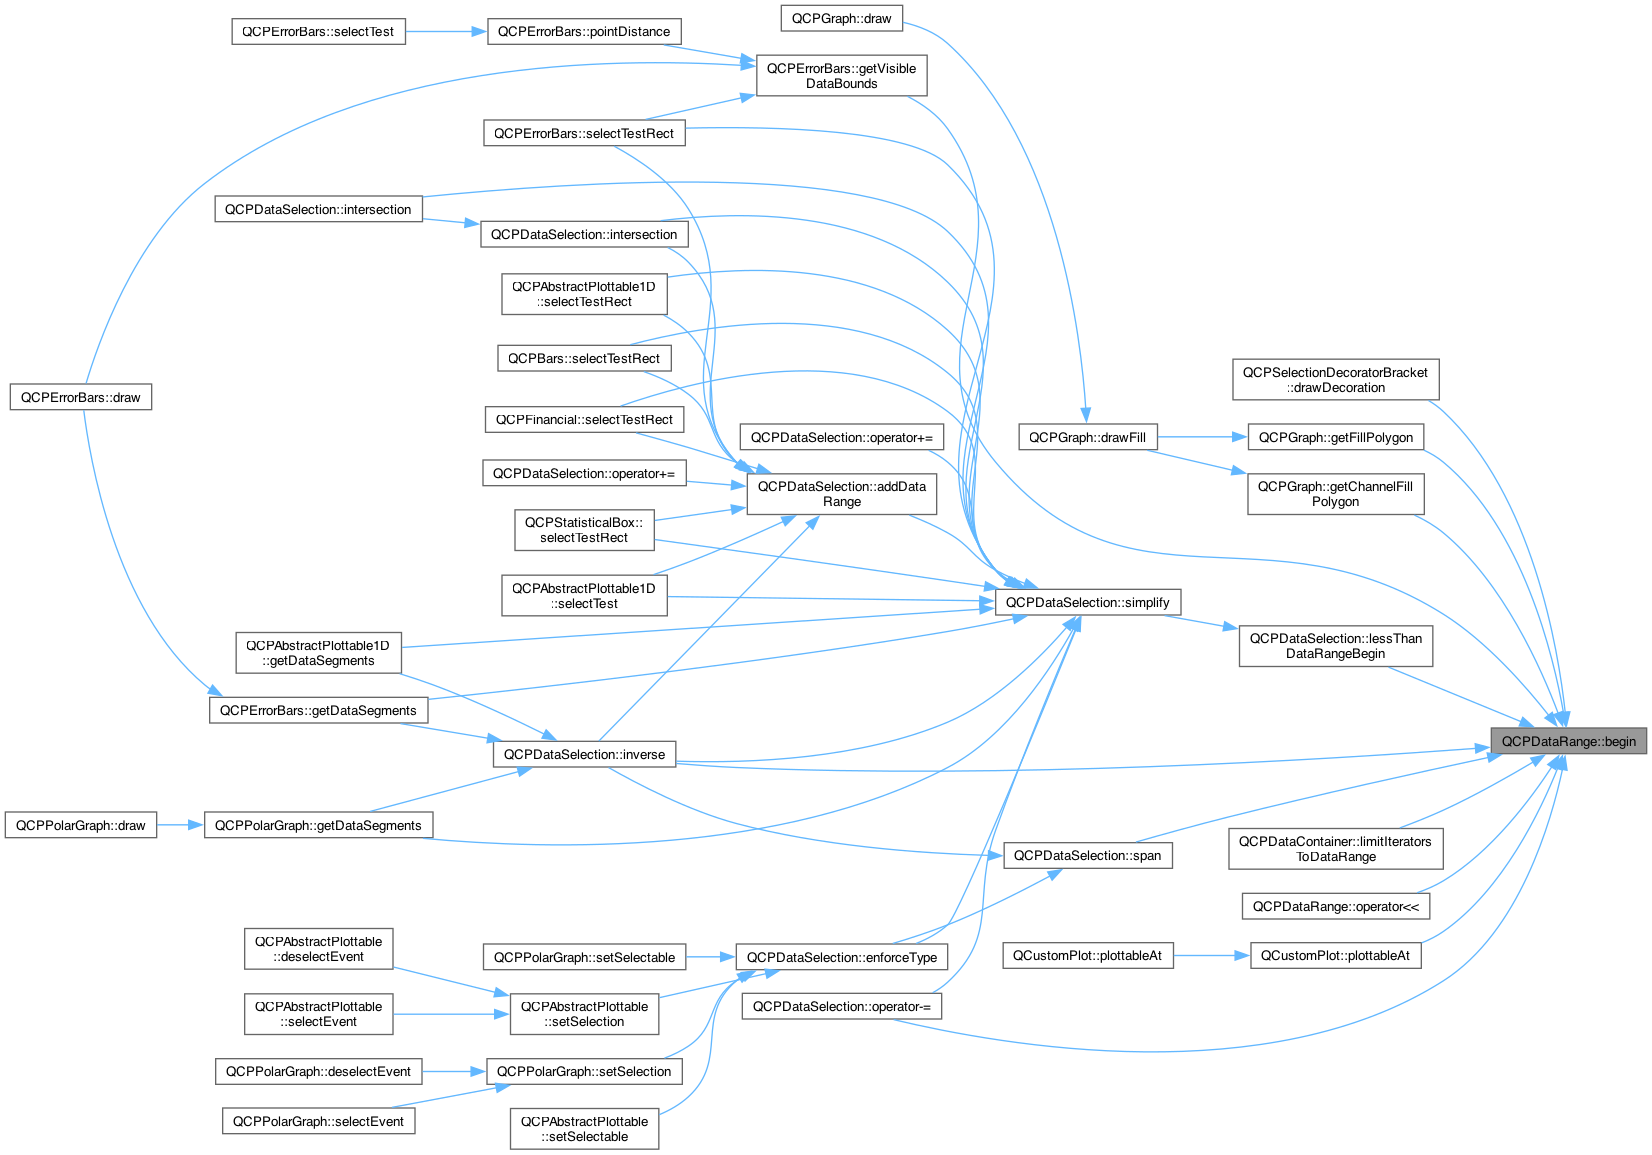 QCPGraph::draw
QCPErrorBars::selectTest
QCPErrorBars::pointDistance
QCPErrorBars::getVisible
DataBounds
QCPErrorBars::selectTestRect
QCPDataSelection::intersection
QCPDataSelection::intersection
QCPAbstractPlottable1D
::selectTestRect
QCPBars::selectTestRect
QCPSelectionDecoratorBracket
::drawDecoration
QCPErrorBars::draw
QCPFinancial::selectTestRect
QCPDataSelection::operator+=
QCPGraph::drawFill
QCPGraph::getFillPolygon
QCPDataSelection::operator+=
QCPDataSelection::addData
Range
QCPGraph::getChannelFill
Polygon
QCPStatisticalBox::
selectTestRect
QCPAbstractPlottable1D
::selectTest
QCPDataSelection::simplify
QCPDataSelection::lessThan
DataRangeBegin
QCPAbstractPlottable1D
::getDataSegments
QCPErrorBars::getDataSegments
QCPDataSelection::inverse
QCPDataRange::begin
QCPPolarGraph::draw
QCPPolarGraph::getDataSegments
QCPDataSelection::span
QCPDataContainer::limitIterators
ToDataRange
QCPDataRange::operator<<
QCPAbstractPlottable
::deselectEvent
QCPPolarGraph::setSelectable
QCPDataSelection::enforceType
QCustomPlot::plottableAt
QCustomPlot::plottableAt
QCPAbstractPlottable
::selectEvent
QCPAbstractPlottable
::setSelection
QCPDataSelection::operator-=
QCPPolarGraph::deselectEvent
QCPPolarGraph::setSelection
QCPPolarGraph::selectEvent
QCPAbstractPlottable
::setSelectable